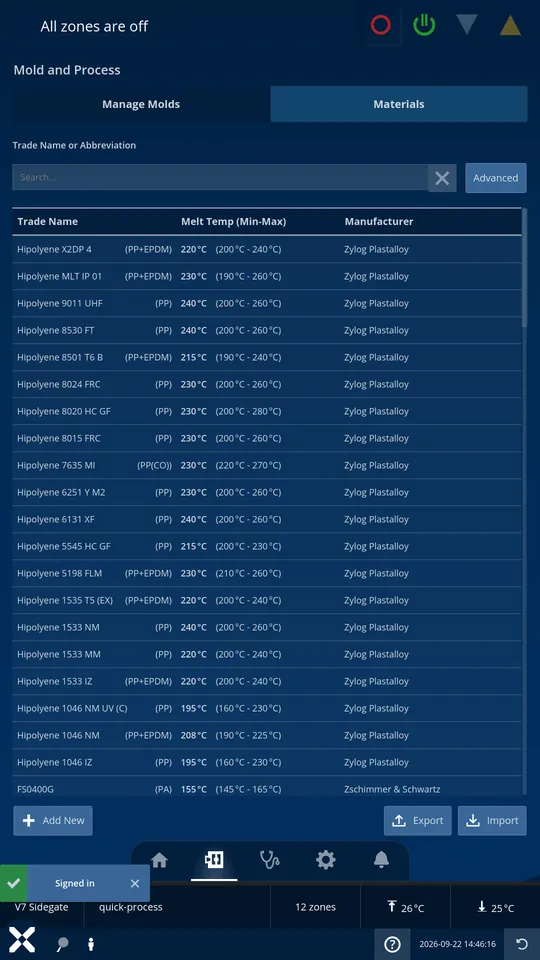 All zones are off
Mold and Process
Manage Molds Materials
Trade Name or Abbreviation
Search...
Advanced
Trade Name Melt Temp (Min-Max) Manufacturer
Hipolyene X2DP 4 (PP+EPDM) 220°C (200°C - 240°C) Zylog Plastalloy
Hipolyene MLT IP 01 (PP+EPDM) 230°C (190°C - 260°C) Zylog Plastalloy
Hipolyene 9011 UHF (PP) 240°C (200°C - 260°C) Zylog Plastalloy
Hipolyene 8530 FT (PP) 240°C (200°C - 260°C) Zylog Plastalloy
Hipolyene 8501 T6 B (PP+EPDM) 215°C (190°C - 240°C) Zylog Plastalloy
Hipolyene 8024 FRC (PP) 230°C (200°C - 260°C) Zylog Plastalloy
Hipolyene 8020 HC GF (PP) 230°C (200°C - 280°C) Zylog Plastalloy
Hipolyene 8015 FRC (PP) 230°C (200°C - 260°C) Zylog Plastalloy
Hipolyene 7635 MI (PP(CO)) 230°C (220°C - 270°C) Zylog Plastalloy
Hipolyene 6251 Y M2 (PP) 230°C (200°C - 260°C) Zylog Plastalloy
Hipolyene 6131 XF (PP) 240°C (200°C - 260°C) Zylog Plastalloy
Hipolyene 5545 HC GF (PP) 215°C (200°C - 230°C) Zylog Plastalloy
Hipolyene 5198 FLM (PP+EPDM) 230°C (210°C - 260°C) Zylog Plastalloy
Hipolyene 1535 T5 (EX) (PP+EPDM) 220°C (200°C - 240°C) Zylog Plastalloy
Hipolyene 1533 NM (PP) 240°C (200°C - 260°C) Zylog Plastalloy
Hipolyene 1533 MM (PP) 220°C (200°C - 240°C) Zylog Plastalloy
Hipolyene 1533 IZ (PP+EPDM) 220°C (200°C - 240°C) Zylog Plastalloy
Hipolyene 1046 NM UV (C) (PP) 195°C (160°C - 230°C) Zylog Plastalloy
Hipolyene 1046 NM (PP+EPDM) 208°C (190°C - 225°C) Zylog Plastalloy
Hipolyene 1046 IZ (PP) 195°C (160°C - 230°C) Zylog Plastalloy
FS0400G (PA) 155°C (145°C - 165°C) Zschimmer & Schwartz
Add New Export Import
Signed in
V7 Sidegate quick-process 12 zones 26°C 25°C
2026-09-22 14:46:16